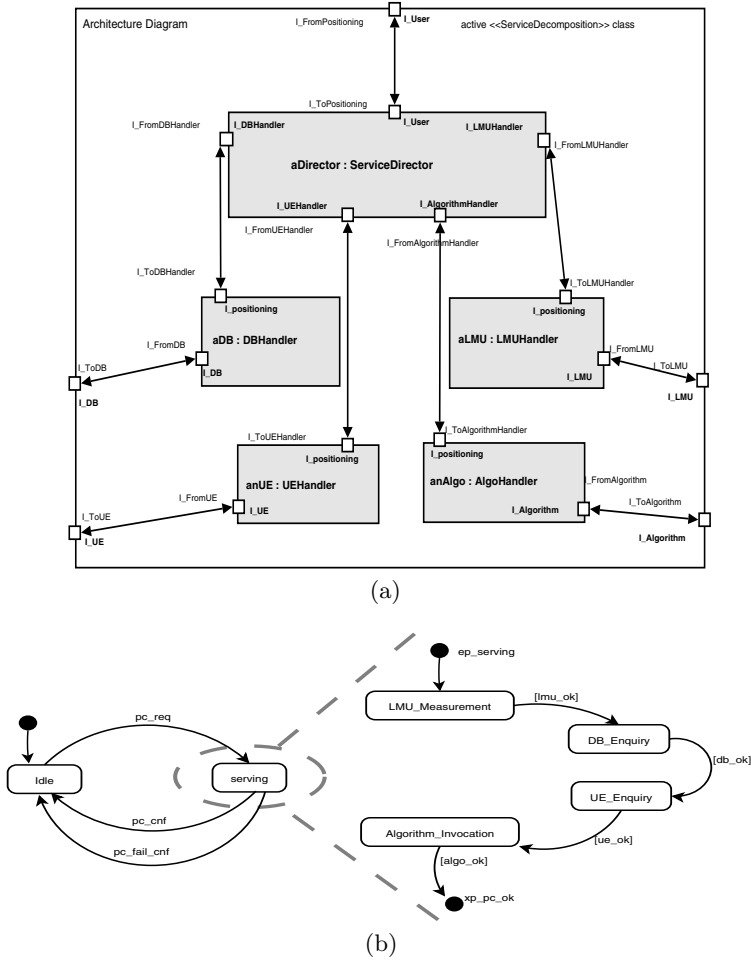 Architecture Diagram
I_FromPositioning
I_User
active <<ServiceDecomposition>> class
I_ToPositioning
I_User
I_FromDBHandler
I_DBHandler
I_LMUHandler
I_FromLMUHandler
aDirector : ServiceDirector
I_UEHandler
I_AlgorithmHandler
I_FromUEHandler
I_FromAlgorithmHandler
I_ToDBHandler
I_ToLMUHandler
I_positioning
I_positioning
aDB : DBHandler
aLMU : LMUHandler
I_FromDB
I_FromLMU
I_ToDB
I_DB
I_LMU
I_ToLMU
I_DB
I_LMU
I_ToUEHandler
I_ToAlgorithmHandler
I_positioning
I_positioning
anUE : UEHandler
anAlgo : AlgoHandler
I_FromAlgorithm
I_FromUE
I_ToAlgorithm
I_ToUE
I_UE
I_Algorithm
I_UE
I_Algorithm
(a)
ep_serving
pc_req
LMU_Measurement
[lmu_ok]
DB_Enquiry
[db_ok]
Idle
serving
UE_Enquiry
pc_cnf
Algorithm_Invocation
[ue_ok]
pc_fail_cnf
[algo_ok]
xp_pc_ok
(b)